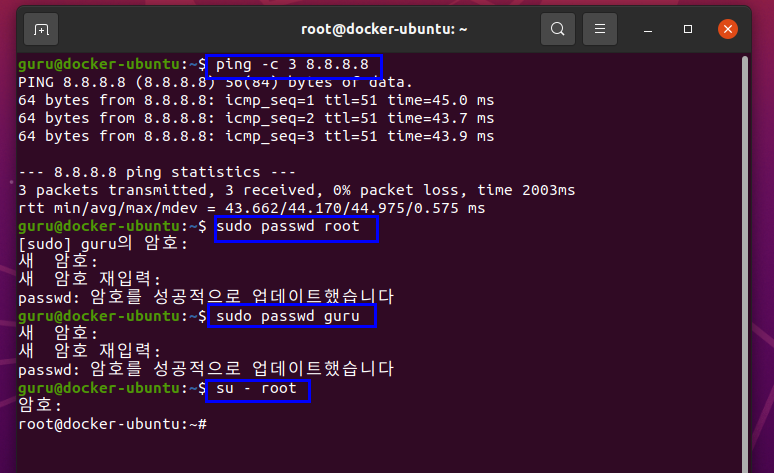 root@docker-ubuntu: ~
guru@docker-ubuntu:~$ ping -c 3 8.8.8.8
PING 8.8.8.8 (8.8.8.8) 56(84) bytes of data.
64 bytes from 8.8.8.8: icmp_seq=1 ttl=51 time=45.0 ms
64 bytes from 8.8.8.8: icmp_seq=2 ttl=51 time=43.7 ms
64 bytes from 8.8.8.8: icmp_seq=3 ttl=51 time=43.9 ms
--- 8.8.8.8 ping statistics ---
3 packets transmitted, 3 received, 0% packet loss, time 2003ms
rtt min/avg/max/mdev = 43.662/44.170/44.975/0.575 ms
guru@docker-ubuntu:~$ sudo passwd root
[sudo] guru의 암호:
새  암호:
새  암호 재입력:
passwd: 암호를 성공적으로 업데이트했습니다
guru@docker-ubuntu:~$ sudo passwd guru
새  암호:
새  암호 재입력:
passwd: 암호를 성공적으로 업데이트했습니다
guru@docker-ubuntu:~$ su - root
암호:
root@docker-ubuntu:~#